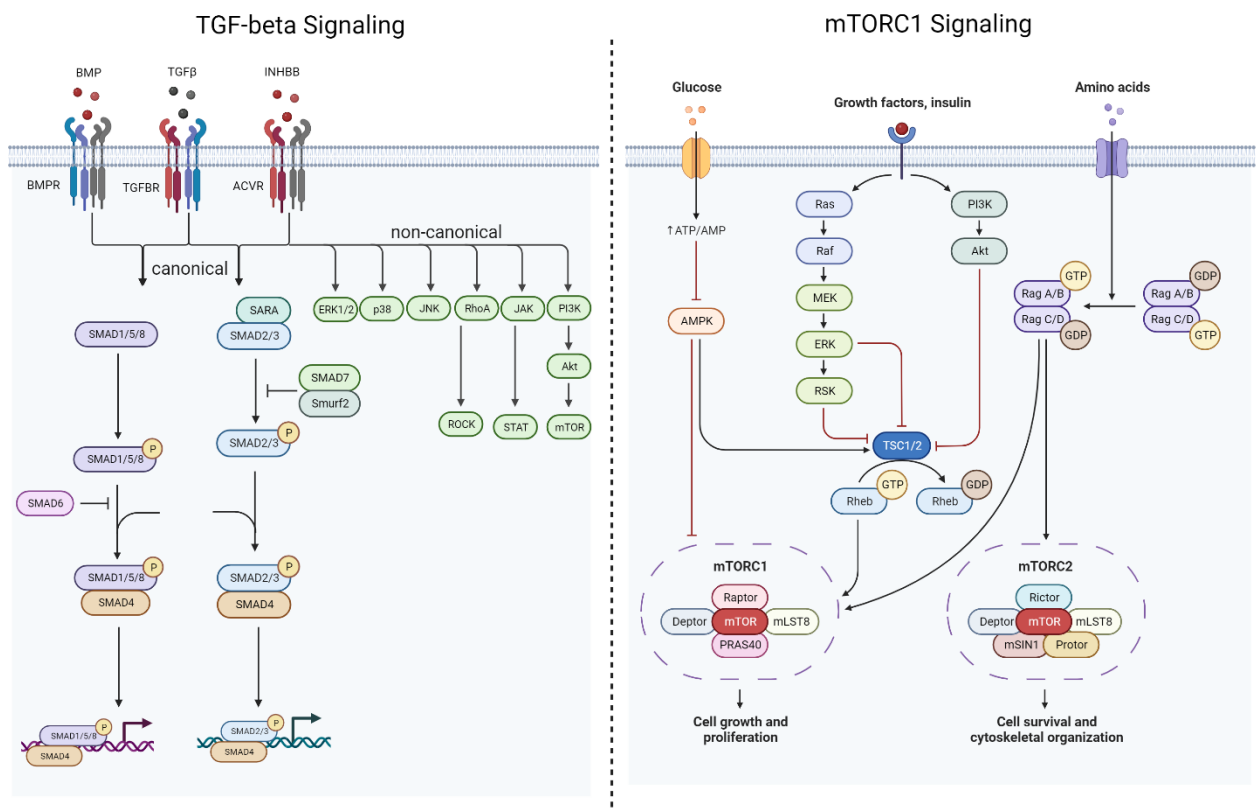 TGF-beta Signaling
BMP
TGFβ
INHBB
BMPR
TGFBR
ACVR
canonical
non-canonical
SARA
SMAD1/5/8
SMAD2/3
ERK1/2
p38
JNK
RhoA
JAK
PI3K
Akt
SMAD7
Smurf2
ROCK
STAT
mTOR
SMAD1/5/8
P
SMAD2/3
P
SMAD6
SMAD1/5/8
P
SMAD4
SMAD2/3
P
SMAD4
SMAD1/5/8
P
SMAD4
SMAD2/3
P
SMAD4
mTORC1 Signaling
Glucose
Growth factors, insulin
Amino acids
↑ATP/AMP
AMPK
Ras
Raf
MEK
ERK
RSK
PI3K
Akt
GTP
Rag A/B
Rag C/D
GDP
GDP
Rag A/B
Rag C/D
GTP
TSC1/2
Rheb
GTP
Rheb
GDP
mTORC1
Raptor
Deptor
mTOR
mLST8
PRAS40
Cell growth and
proliferation
mTORC2
Rictor
Deptor
mTOR
mLST8
mSIN1
Protor
Cell survival and
cytoskeletal organization